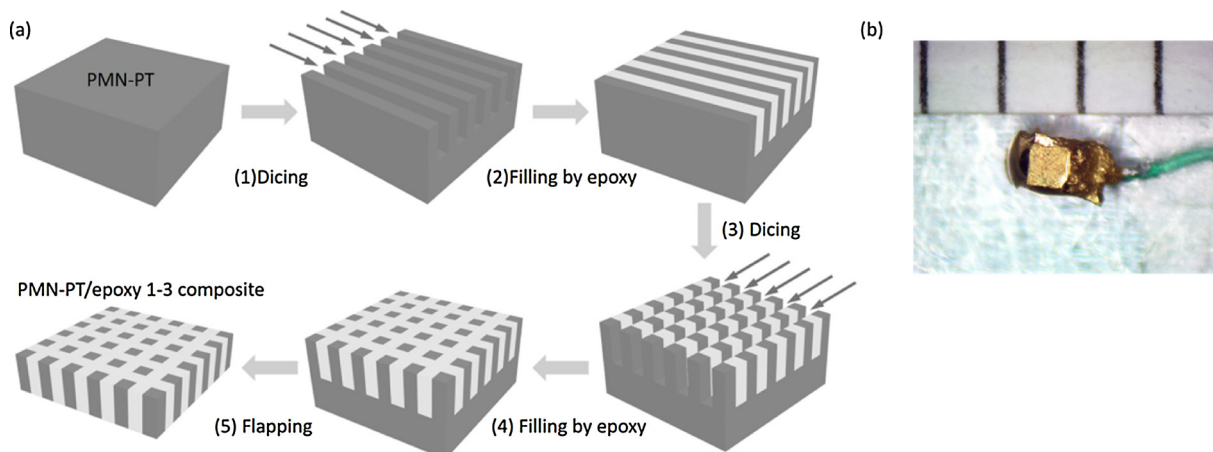 (a)
PMN-PT
(1)Dicing
(2)Filling by epoxy
(3) Dicing
(4) Filling by epoxy
(5) Flapping
PMN-PT/epoxy 1-3 composite
(b)